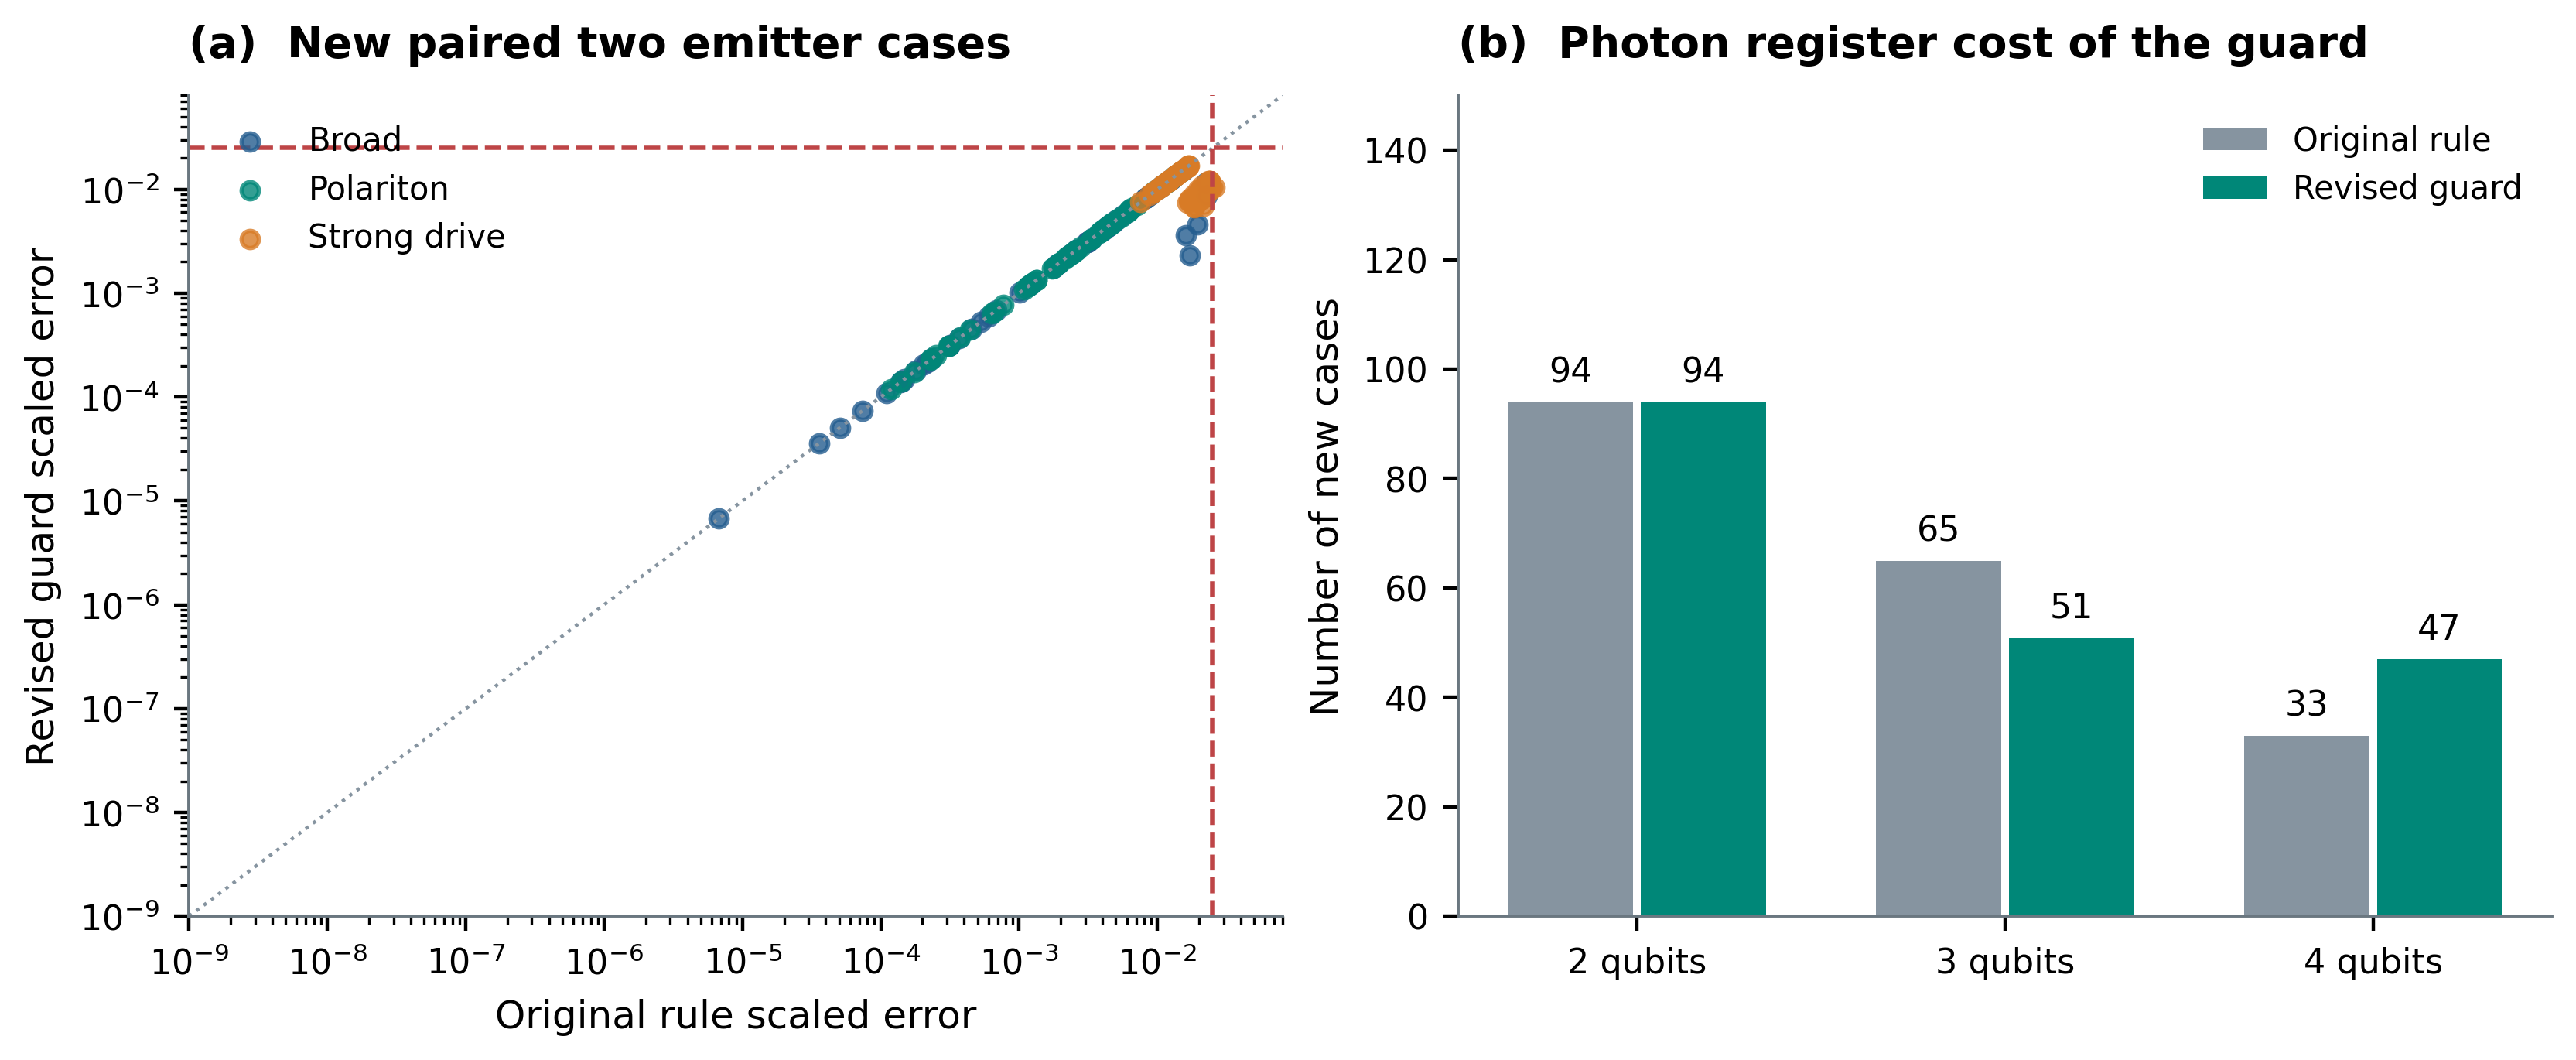 (a) New paired two emitter cases
Broad
Polariton
Strong drive
Revised guard scaled error
10⁻²
10⁻³
10⁻⁴
10⁻⁵
10⁻⁶
10⁻⁷
10⁻⁸
10⁻⁹
10⁻⁹ 10⁻⁸ 10⁻⁷ 10⁻⁶ 10⁻⁵ 10⁻⁴ 10⁻³ 10⁻²
Original rule scaled error
(b) Photon register cost of the guard
Original rule
Revised guard
Number of new cases
140
120
100
80
60
40
20
0
94 94
65 51
33 47
2 qubits 3 qubits 4 qubits